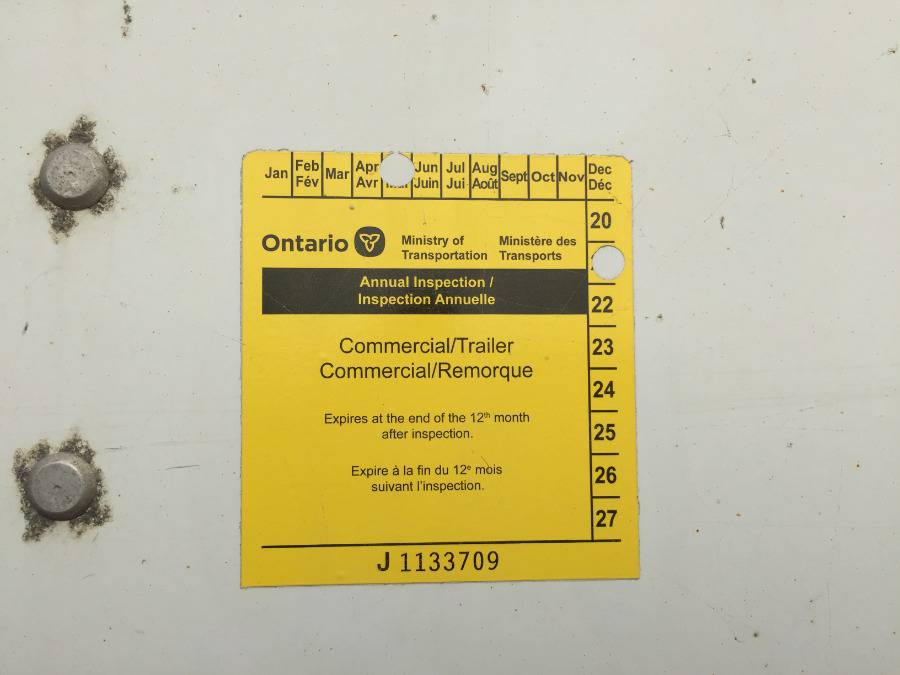 Jan Feb Mar Apr Jun Jul Aug Sept Oct Nov Dec
Fév Avr Juin Jui Août Déc
20
Ontario Ministry of Ministère des
Transportation Transports
Annual Inspection /
Inspection Annuelle
22
Commercial/Trailer
23
Commercial/Remorque
24
Expires at the end of the 12th month
after inspection.
25
Expire à la fin du 12e mois
suivant l'inspection.
26
27
J 1133709